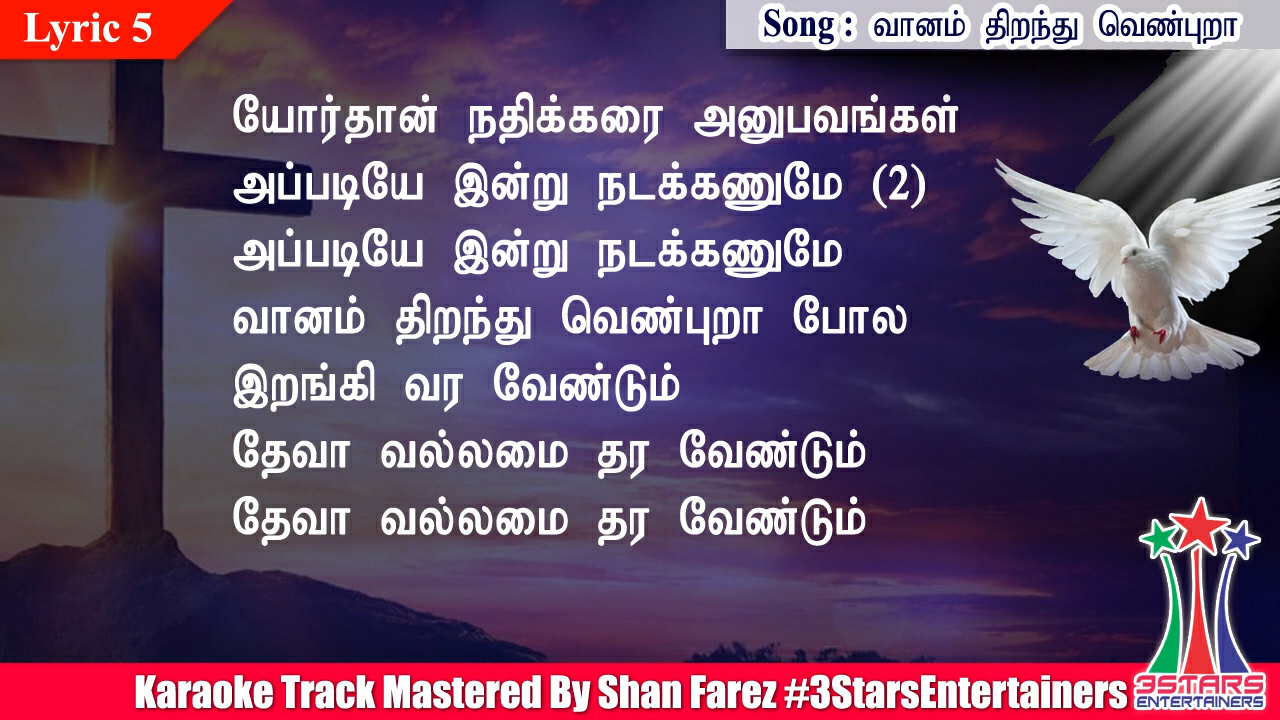 Lyric 5
Song : வானம் திறந்து வெண்புறா
யோர்தான் நதிக்கரை அனுபவங்கள்
அப்படியே இன்று நடக்கணுமே (2)
அப்படியே இன்று நடக்கணுமே
வானம் திறந்து வெண்புறா போல
இறங்கி வர வேண்டும்
தேவா வல்லமை தர வேண்டும்
தேவா வல்லமை தர வேண்டும்
Karaoke Track Mastered By Shan Farez #3StarsEntertainers
3STARS
ENTERTAINERS